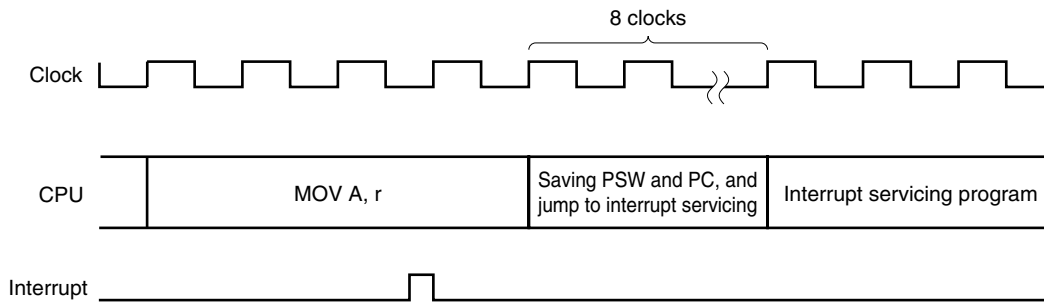 8 clocks
Clock
CPU
MOV A, r
Saving PSW and PC, and
jump to interrupt servicing
Interrupt servicing program
Interrupt